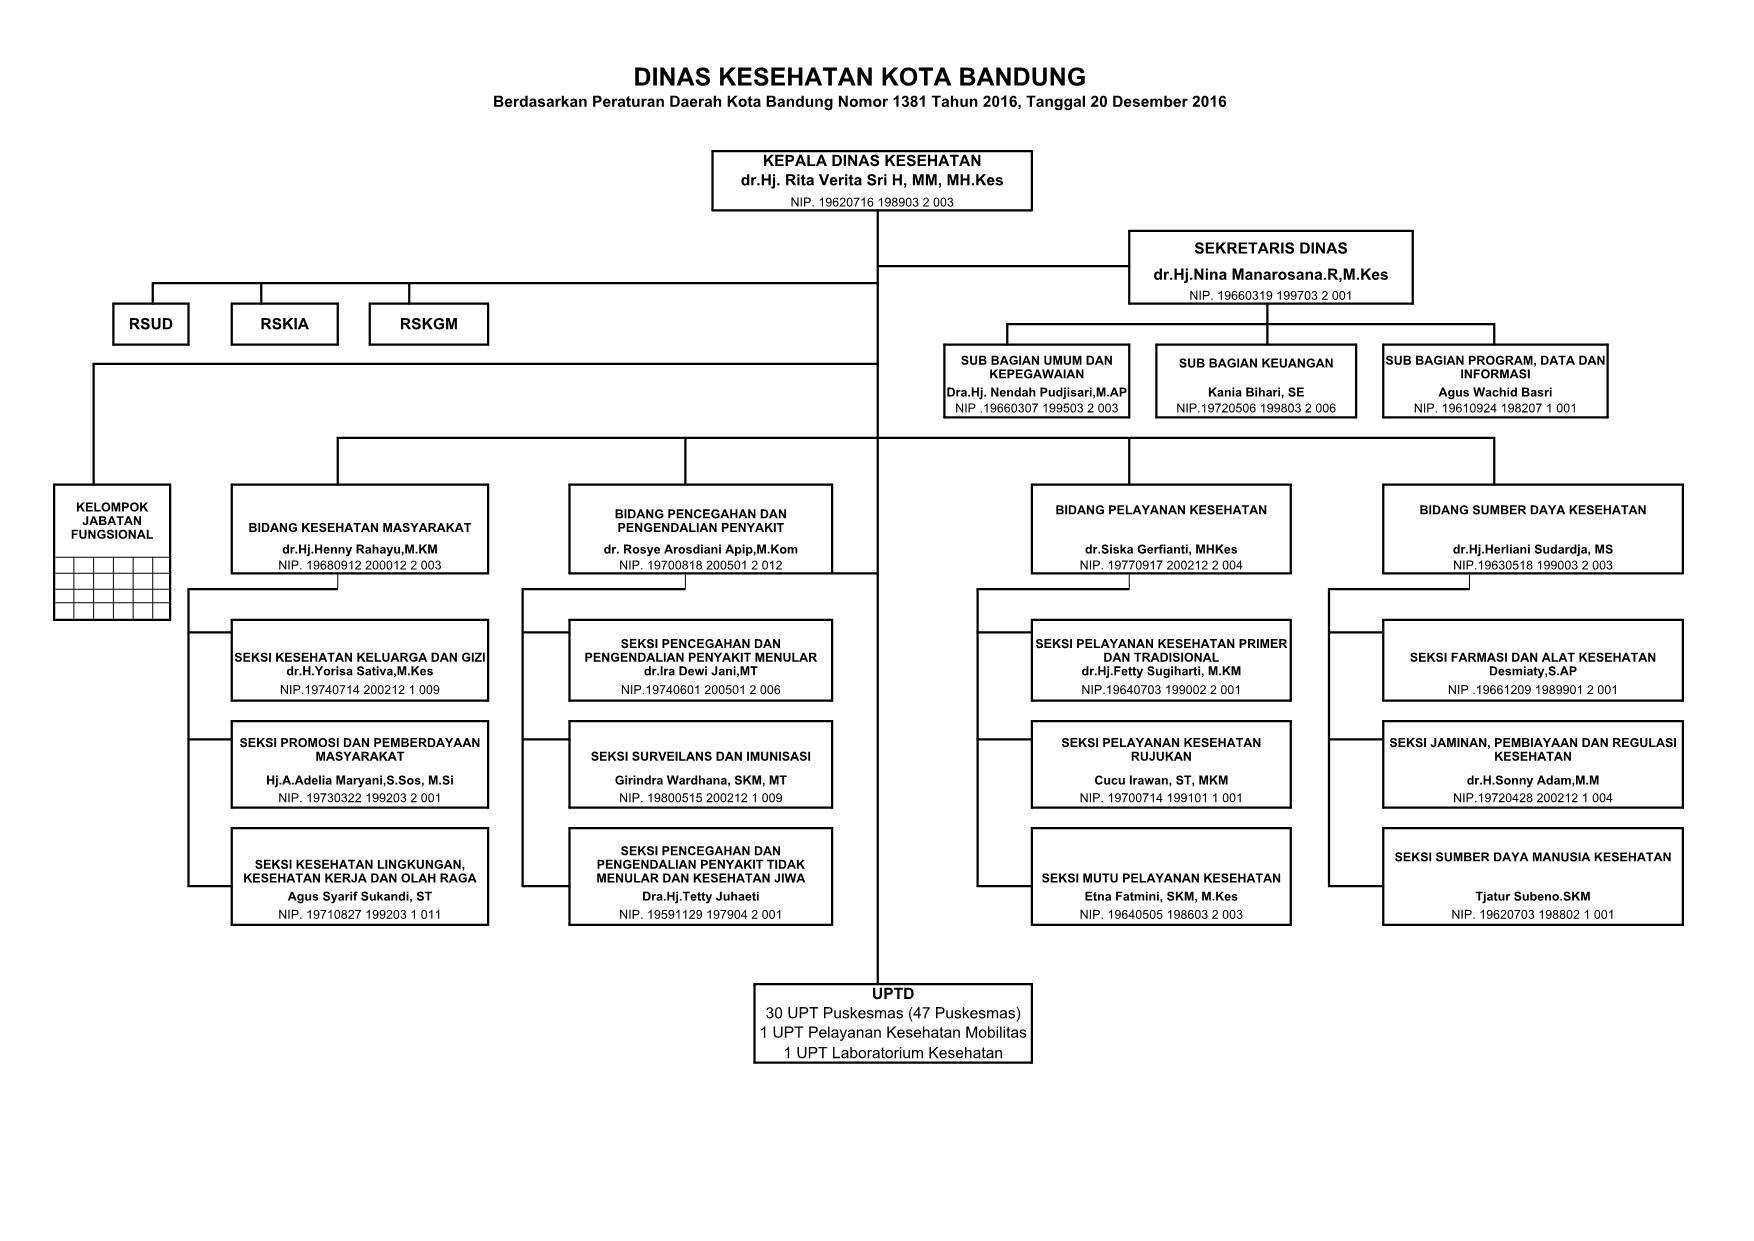 DINAS KESEHATAN KOTA BANDUNG
Berdasarkan Peraturan Daerah Kota Bandung Nomor 1381 Tahun 2016, Tanggal 20 Desember 2016
KEPALA DINAS KESEHATAN
dr.Hj. Rita Verita Sri H, MM, MH.Kes
NIP. 19620716 198903 2 003
SEKRETARIS DINAS
dr.Hj.Nina Manarosana.R,M.Kes
NIP. 19660319 199703 2 001
RSUD
RSKIA
RSKGM
SUB BAGIAN UMUM DAN
KEPEGAWAIAN
Dra.Hj. Nendah Pudjisari,M.AP
NIP .19660307 199503 2 003
SUB BAGIAN KEUANGAN
Kania Bihari, SE
NIP.19720506 199803 2 006
SUB BAGIAN PROGRAM, DATA DAN
INFORMASI
Agus Wachid Basri
NIP. 19610924 198207 1 001
KELOMPOK
JABATAN
FUNGSIONAL
BIDANG KESEHATAN MASYARAKAT
dr.Hj.Henny Rahayu,M.KM
NIP. 19680912 200012 2 003
BIDANG PENCEGAHAN DAN
PENGENDALIAN PENYAKIT
dr. Rosye Arosdiani Apip,M.Kom
NIP. 19700818 200501 2 012
BIDANG PELAYANAN KESEHATAN
dr.Siska Gerfianti, MHKes
NIP. 19770917 200212 2 004
BIDANG SUMBER DAYA KESEHATAN
dr.Hj.Herliani Sudardja, MS
NIP.19630518 199003 2 003
SEKSI KESEHATAN KELUARGA DAN GIZI
dr.H.Yorisa Sativa,M.Kes
NIP.19740714 200212 1 009
SEKSI PENCEGAHAN DAN
PENGENDALIAN PENYAKIT MENULAR
dr.Ira Dewi Jani,MT
NIP.19740601 200501 2 006
SEKSI PELAYANAN KESEHATAN PRIMER
DAN TRADISIONAL
dr.Hj.Fetty Sugiharti, M.KM
NIP.19640703 199002 2 001
SEKSI FARMASI DAN ALAT KESEHATAN
Desmiaty,S.AP
NIP .19661209 1989901 2 001
SEKSI PROMOSI DAN PEMBERDAYAAN
MASYARAKAT
Hj.A.Adelia Maryani,S.Sos, M.Si
NIP. 19730322 199203 2 001
SEKSI SURVEILANS DAN IMUNISASI
Girindra Wardhana, SKM, MT
NIP. 19800515 200212 1 009
SEKSI PELAYANAN KESEHATAN
RUJUKAN
Cucu Irawan, ST, MKM
NIP. 19700714 199101 1 001
SEKSI JAMINAN, PEMBIAYAAN DAN REGULASI
KESEHATAN
dr.H.Sonny Adam,M.M
NIP.19720428 200212 1 004
SEKSI KESEHATAN LINGKUNGAN,
KESEHATAN KERJA DAN OLAH RAGA
Agus Syarif Sukandi, ST
NIP. 19710827 199203 1 011
SEKSI PENCEGAHAN DAN
PENGENDALIAN PENYAKIT TIDAK
MENULAR DAN KESEHATAN JIWA
Dra.Hj.Tetty Juhaeti
NIP. 19591129 197904 2 001
SEKSI MUTU PELAYANAN KESEHATAN
Etna Fatmini, SKM, M.Kes
NIP. 19640505 198603 2 003
SEKSI SUMBER DAYA MANUSIA KESEHATAN
Tjatur Subeno.SKM
NIP. 19620703 198802 1 001
UPTD
30 UPT Puskesmas (47 Puskesmas)
1 UPT Pelayanan Kesehatan Mobilitas
1 UPT Laboratorium Kesehatan